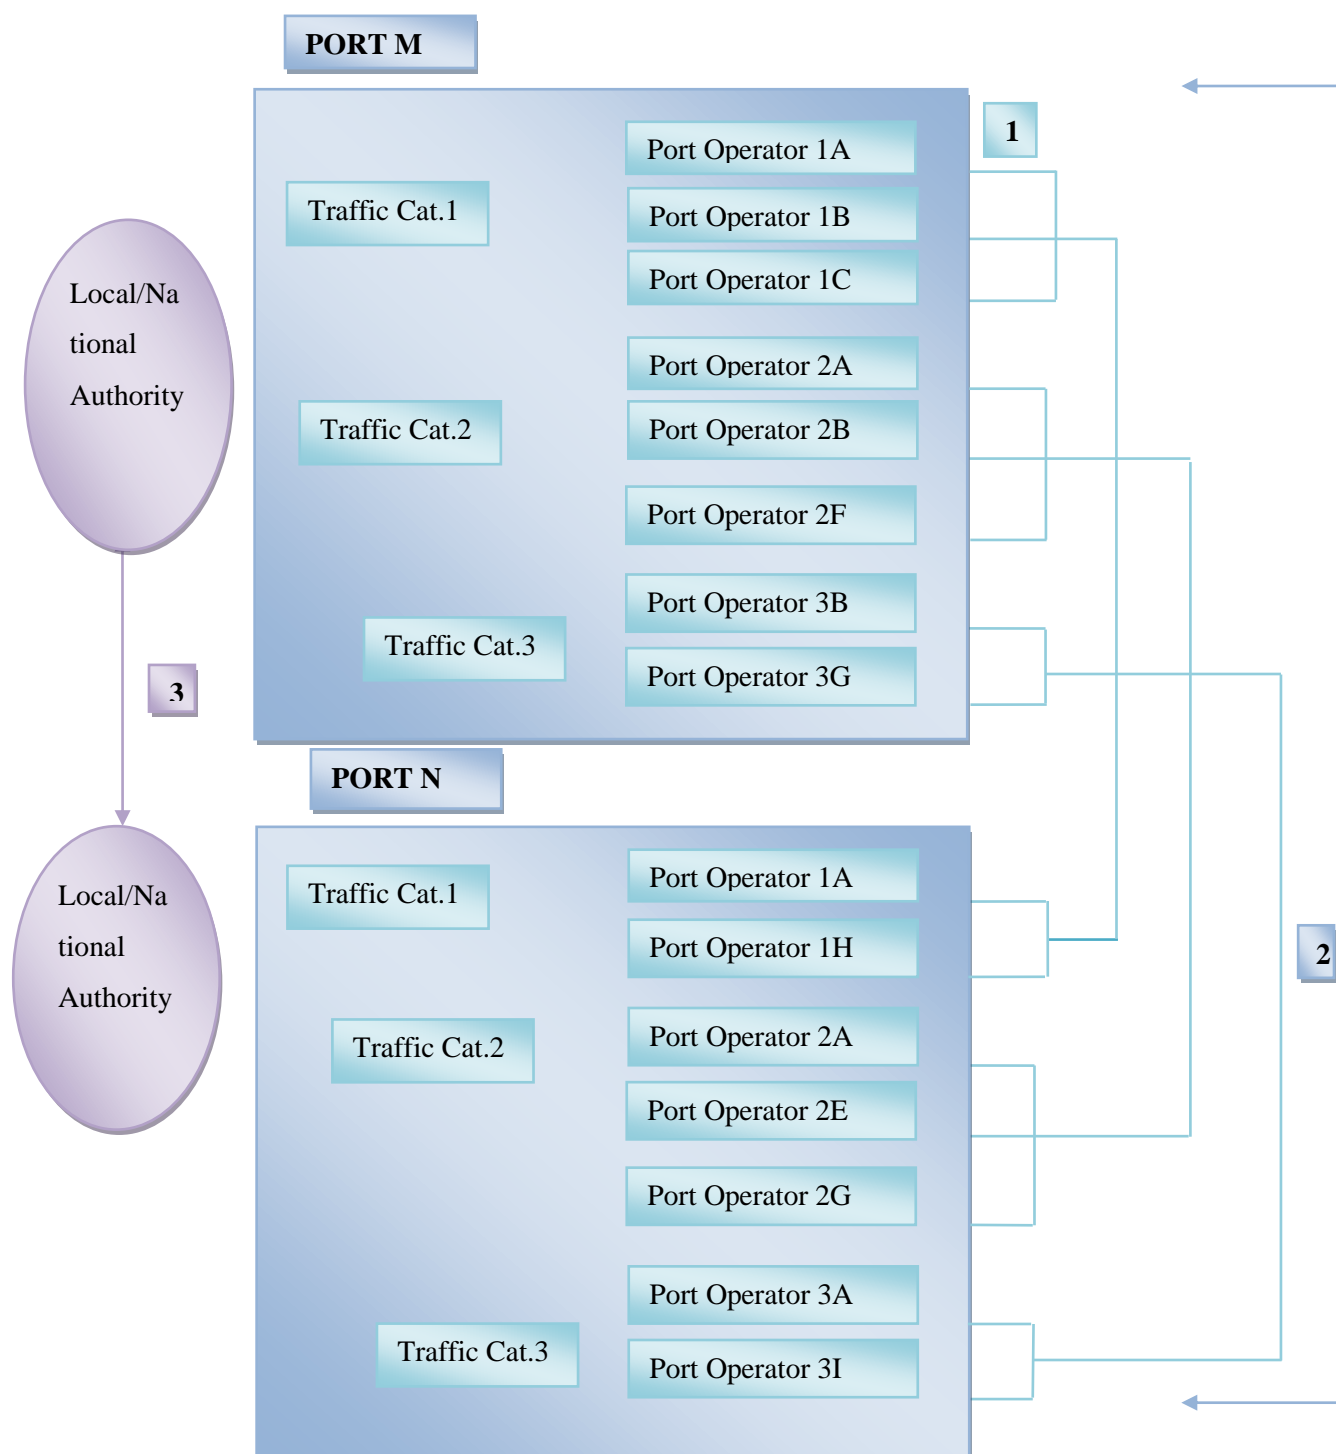 PORT M
1
Port Operator 1A
Traffic Cat.1
Port Operator 1B
Port Operator 1C
Local/Na
tional
Authority
Port Operator 2A
Traffic Cat.2
Port Operator 2B
Port Operator 2F
Port Operator 3B
Traffic Cat.3
Port Operator 3G
3
PORT N
Port Operator 1A
Traffic Cat.1
Local/Na
tional
Authority
Port Operator 1H
2
Port Operator 2A
Traffic Cat.2
Port Operator 2E
Port Operator 2G
Port Operator 3A
Traffic Cat.3
Port Operator 3I